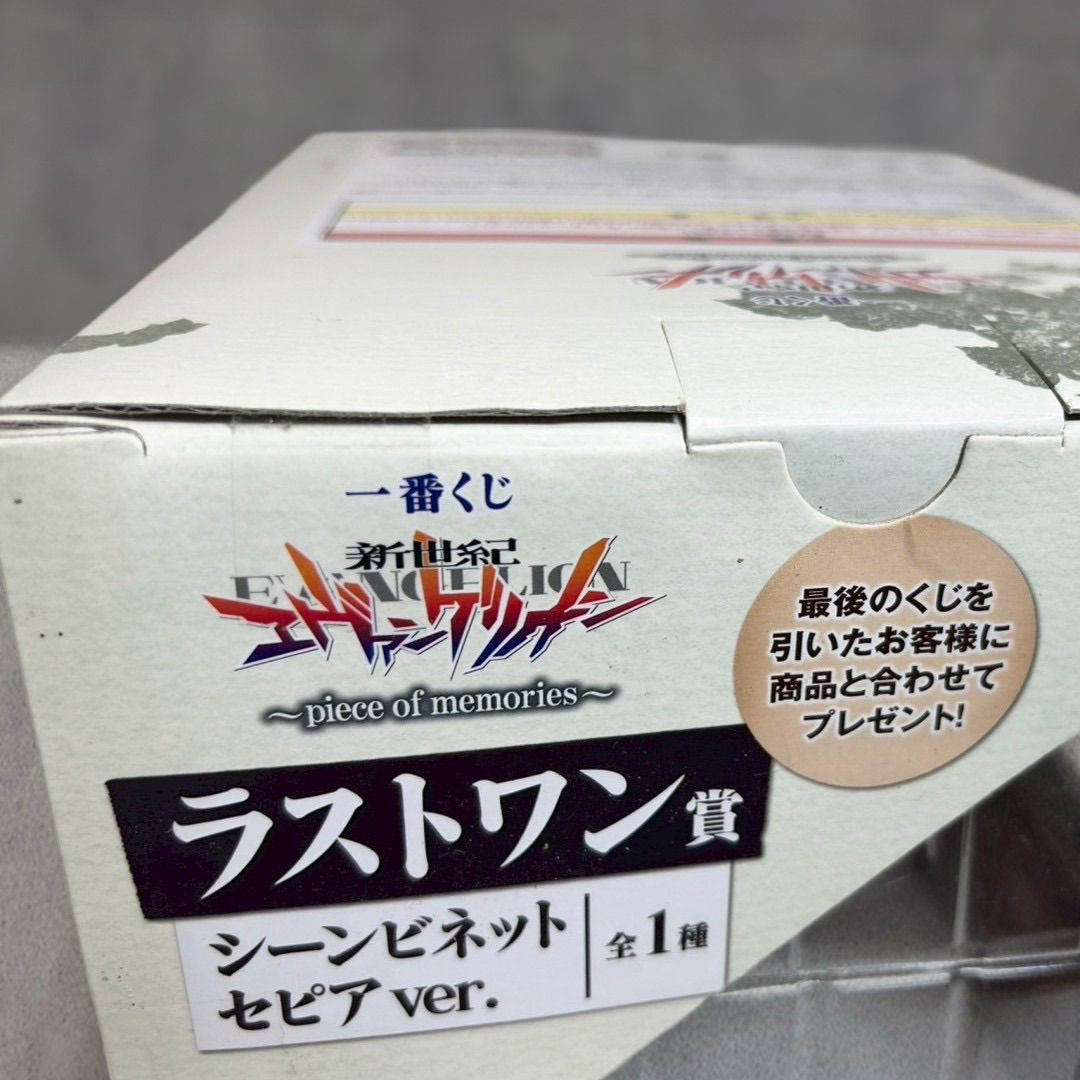 一番くじ
新世紀
EVANGELION
ヱヴァンゲリオン
～piece of memories～
最後のくじを
引いたお客様に
商品と合わせて
プレゼント!
ラストワン賞
シーンビネット
セピアver.
全1種